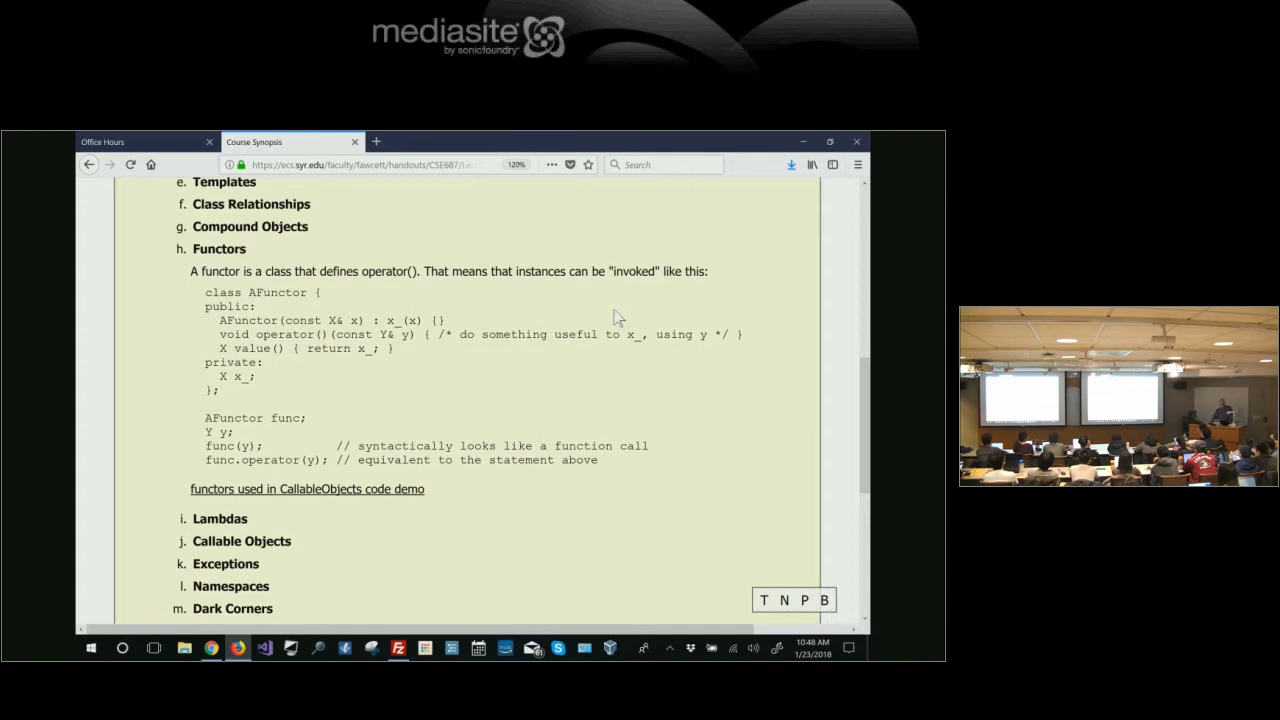 mediasite
by sonicfoundry
Office Hours
Course Synopsis
https://ecs.syr.edu/faculty/fawcett/handouts/CSE687/Lec
120%
Search
e. Templates
f. Class Relationships
g. Compound Objects
h. Functors
A functor is a class that defines operator(). That means that instances can be "invoked" like this:
class AFunctor {
public:
AFunctor(const X& x) : x_(x) {}
void operator()(const Y& y) { /* do something useful to x_, using y */ }
X value() { return x_; }
private:
X x_;
};
AFunctor func;
Y y;
func(y); // syntactically looks like a function call
func.operator(y); // equivalent to the statement above
functors used in CallableObjects code demo
i. Lambdas
j. Callable Objects
k. Exceptions
l. Namespaces
m. Dark Corners
T N P B
10:48 AM
1/23/2018